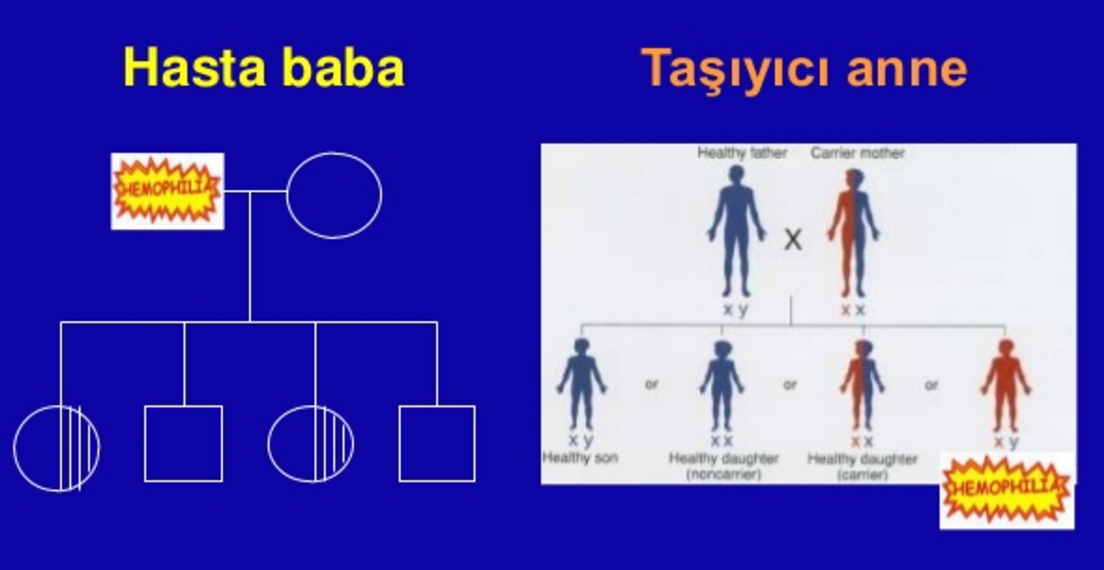 Hasta baba
Taşıyıcı anne
HEMOPHILIA
Healthy father Carrier mother
X
x y x x
or or or
x y x x x x x y
Healthy son Healthy daughter Healthy daughter
(noncarrier) (carrier)
HEMOPHILIA